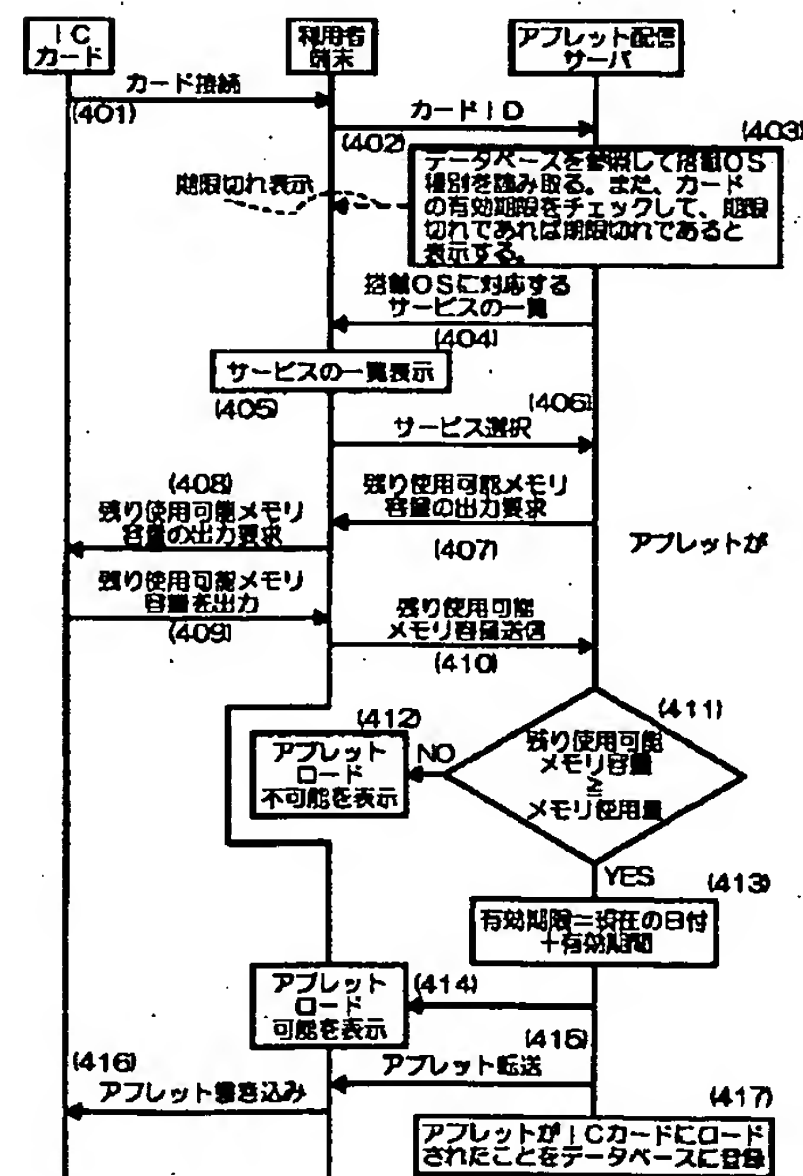 ICカード
利用者端末
アプレット配信サーバ
カード接続
(401)
カードID
(402)
(403)
データベースを参照して搭載OS
種別を読み取る。また、カード
の有効期限をチェックして、期限
切れであれば期限切れであると
表示する。
期限切れ表示
搭載OSに対応する
サービスの一覧
(404)
サービスの一覧表示
(405)
(406)
サービス選択
(408)
残り使用可能メモリ
容量の出力要求
残り使用可能メモリ
容量の出力要求
(407)
アプレットが
残り使用可能メモリ
容量を出力
(409)
残り使用可能
メモリ容量送信
(410)
(411)
残り使用可能
メモリ容量
≧
メモリ使用量
(412)
NO
アプレット
ロード
不可能を表示
YES
(413)
有効期限=現在の日付
+有効期間
アプレット
ロード
可能を表示
(414)
(415)
アプレット転送
(416)
アプレット書き込み
(417)
アプレットがICカードにロード
されたことをデータベースに登録